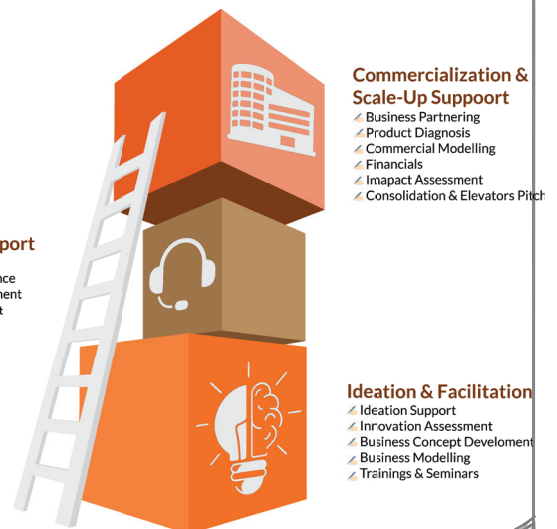 Commercialization &
Scale-Up Suppoort
Business Partnering
Product Diagnosis
Commercial Modelling
Financials
Imapact Assessment
Consolidation & Elevators Pitch
port
nce
ment
t
Ideation & Facilitation
Ideation Support
Inrovation Assessment
Business Concept Develoment
Business Modelling
Trainings & Seminars